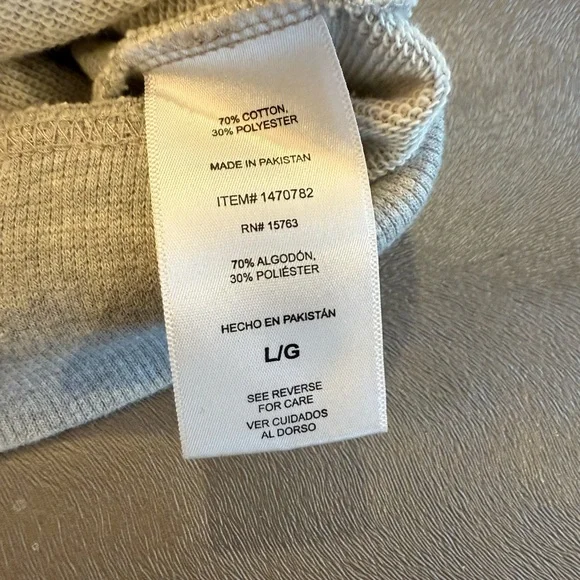 70% COTTON,
30% POLYESTER
MADE IN PAKISTAN
ITEM# 1470782
RN# 15763
70% ALGODÓN,
30% POLIÉSTER
HECHO EN PAKISTÁN
L/G
SEE REVERSE
FOR CARE
VER CUIDADOS
AL DORSO